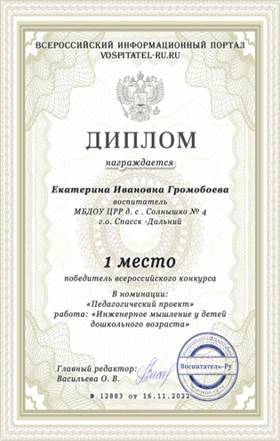 ВСЕРОССИЙСКИЙ ИНФОРМАЦИОННЫЙ ПОРТАЛ
VOSPITATEL-RU.RU
ДИПЛОМ
награждается
Екатерина Ивановна Громобоева
воспитатель
МБДОУ ЦРР д. с . Солнышко № 4
г.о. Спасск -Дальний
1 место
победитель всероссийского конкурса
В номинации:
«Педагогический проект»
работа: «Инженерное мышление у детей
дошкольного возраста»
Главный редактор:
Васильева О. В.
Воспитатель-Ру
№ 12883 от 16.11.2022